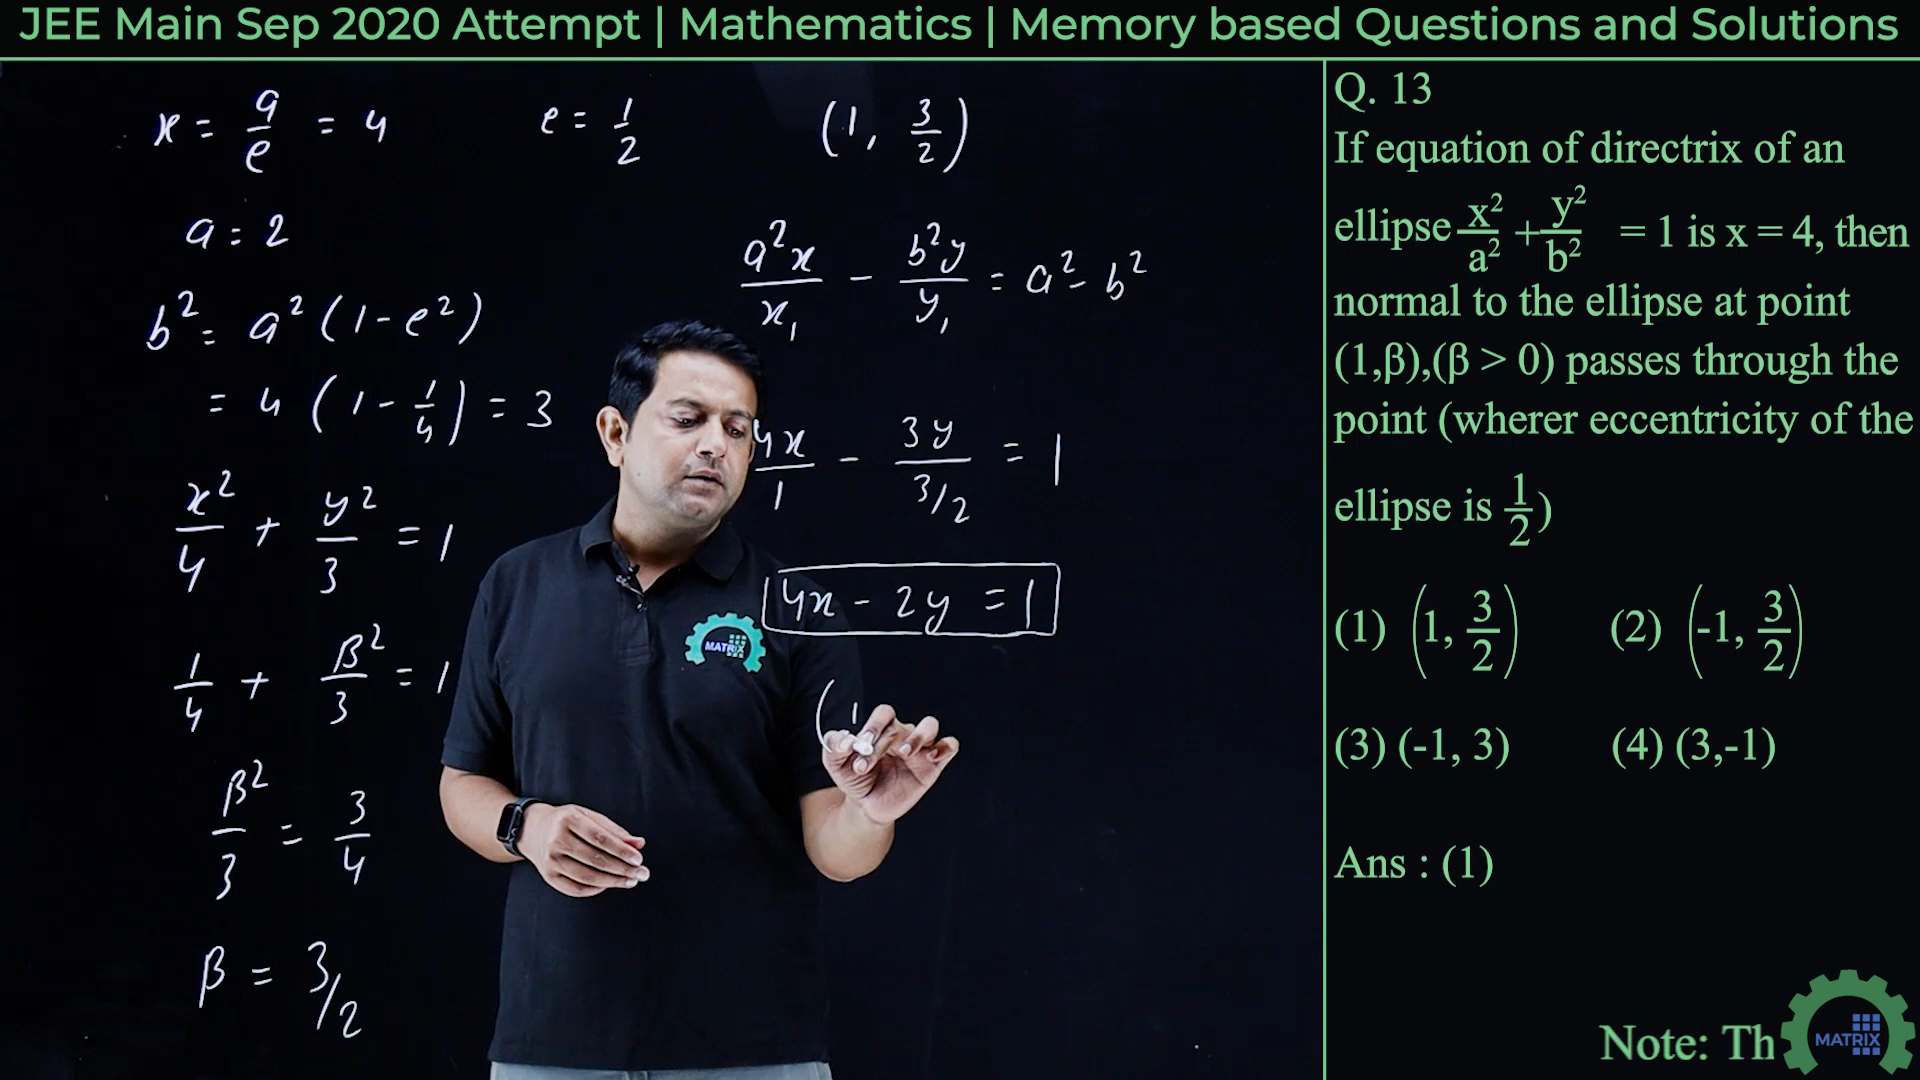 JEE Main Sep 2020 Attempt | Mathematics | Memory based Questions and Solutions
x = a/e = 4
e = 1/2
(1, 3/2)
a = 2
b² = a² (1 - e²)
= 4 (1 - 1/4) = 3
x²/4 + y²/3 = 1
1/4 + β²/3 = 1
β²/3 = 3/4
β = 3/2
a²x/x₁ - b²y/y₁ = a² - b²
4x/1 - 3y/3/2 = 1
4x - 2y = 1
(1
MATRIX
Q. 13
If equation of directrix of an
ellipse x²/a² + y²/b² = 1 is x = 4, then
normal to the ellipse at point
(1,β),(β > 0) passes through the
point (wherer eccentricity of the
ellipse is 1/2)
(1) (1, 3/2) (2) (-1, 3/2)
(3) (-1, 3) (4) (3,-1)
Ans : (1)
Note: Th
MATRIX